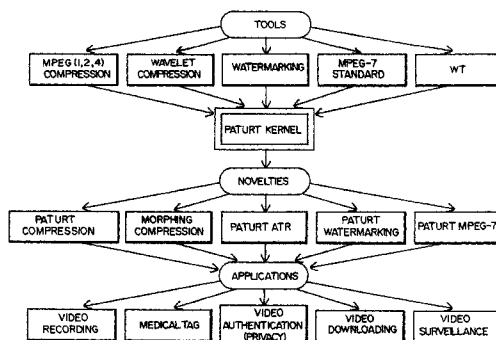 TOOLS
MPEG (1,2,4) COMPRESSION
WAVELET COMPRESSION
WATERMARKING
MPEG-7 STANDARD
WT
PATURT KERNEL
NOVELTIES
PATURT COMPRESSION
MORPHING COMPRESSION
PATURT ATR
PATURT WATERMARKING
PATURT MPEG-7
APPLICATIONS
VIDEO RECORDING
MEDICAL TAG
VIDEO AUTHENTICATION (PRIVACY)
VIDEO DOWNLOADING
VIDEO SURVEILLANCE